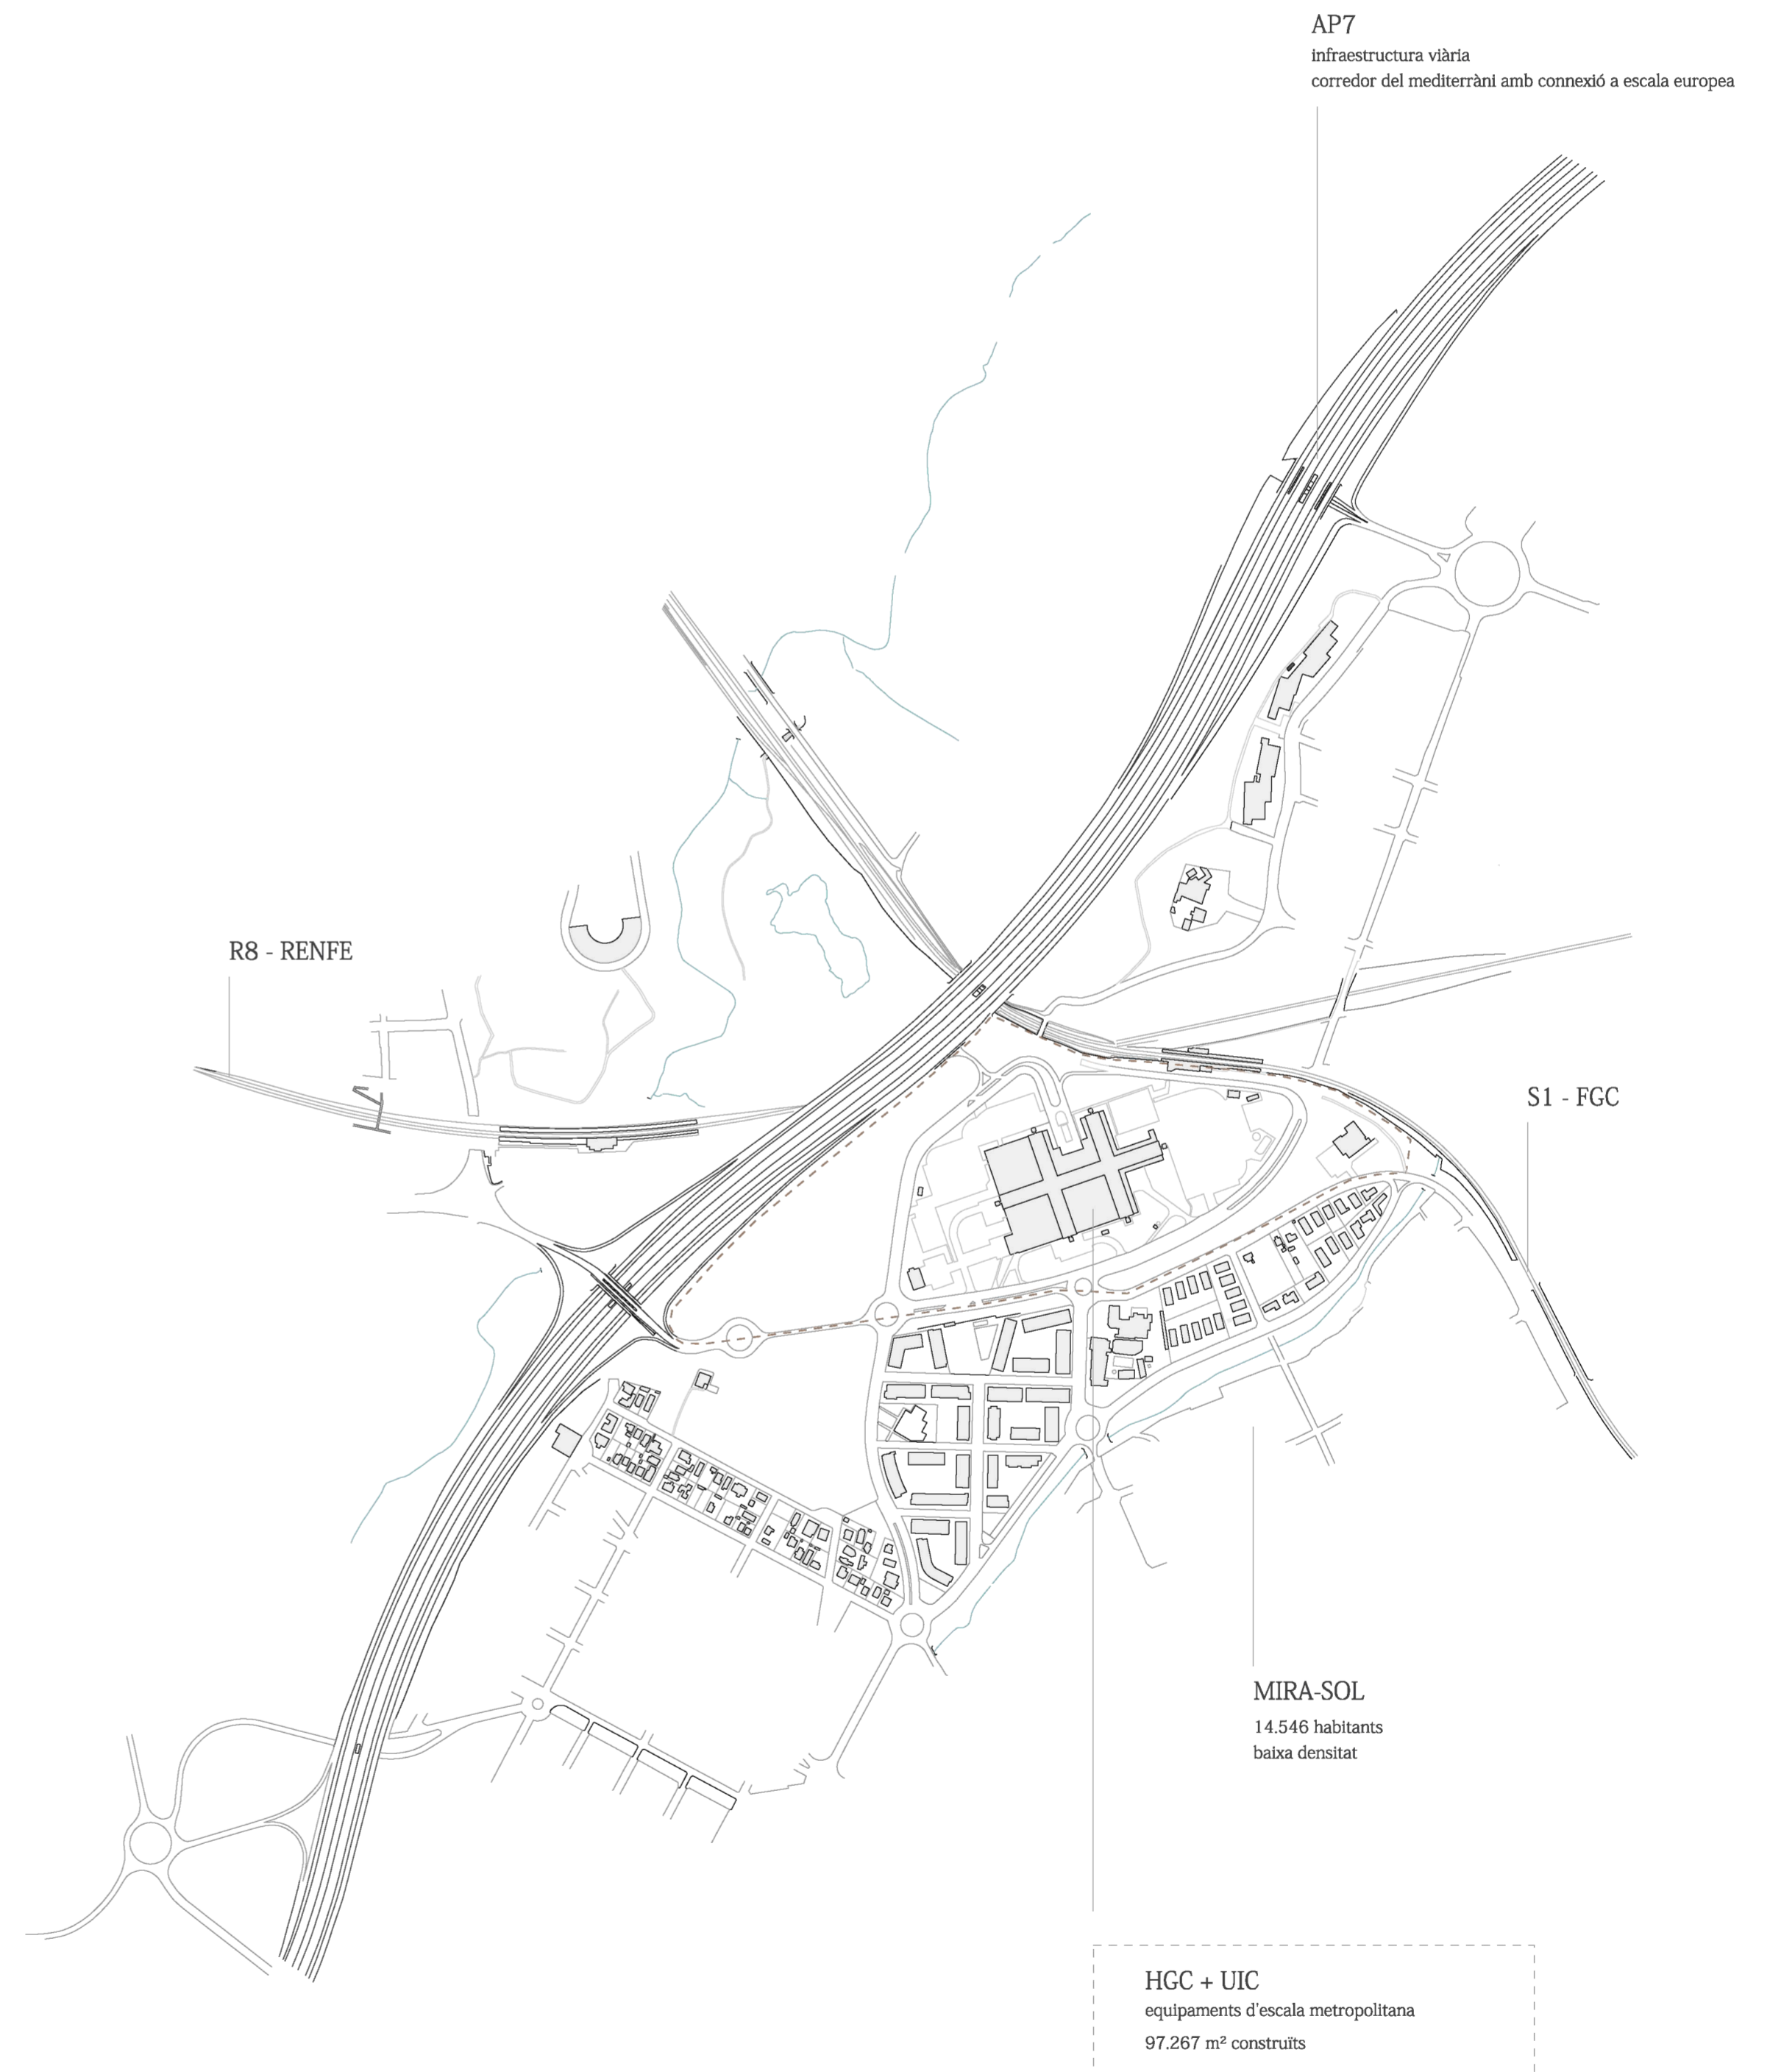 AP7
infraestructura viària
corredor del mediterràni amb connexió a escala europea
R8 - RENFE
S1 - FGC
MIRA-SOL
14.546 habitants
baixa densitat
HGC + UIC
equipaments d'escala metropolitana
97.267 m² construïts